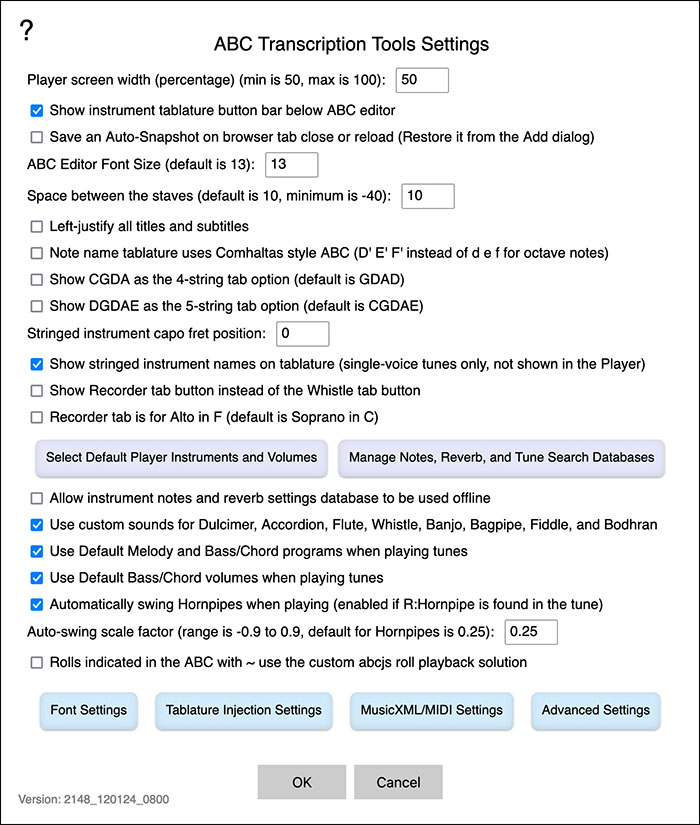 ?
ABC Transcription Tools Settings
Player screen width (percentage) (min is 50, max is 100): 50
Show instrument tablature button bar below ABC editor
Save an Auto-Snapshot on browser tab close or reload (Restore it from the Add dialog)
ABC Editor Font Size (default is 13): 13
Space between the staves (default is 10, minimum is -40): 10
Left-justify all titles and subtitles
Note name tablature uses Comhaltas style ABC (D' E' F' instead of d e f for octave notes)
Show CGDA as the 4-string tab option (default is GDAD)
Show DGDAE as the 5-string tab option (default is CGDAE)
Stringed instrument capo fret position: 0
Show stringed instrument names on tablature (single-voice tunes only, not shown in the Player)
Show Recorder tab button instead of the Whistle tab button
Recorder tab is for Alto in F (default is Soprano in C)
Select Default Player Instruments and Volumes Manage Notes, Reverb, and Tune Search Databases
Allow instrument notes and reverb settings database to be used offline
Use custom sounds for Dulcimer, Accordion, Flute, Whistle, Banjo, Bagpipe, Fiddle, and Bodhran
Use Default Melody and Bass/Chord programs when playing tunes
Use Default Bass/Chord volumes when playing tunes
Automatically swing Hornpipes when playing (enabled if R:Hornpipe is found in the tune)
Auto-swing scale factor (range is -0.9 to 0.9, default for Hornpipes is 0.25): 0.25
Rolls indicated in the ABC with ~ use the custom abcjs roll playback solution
Font Settings Tablature Injection Settings MusicXML/MIDI Settings Advanced Settings
OK Cancel
Version: 2148_120124_0800